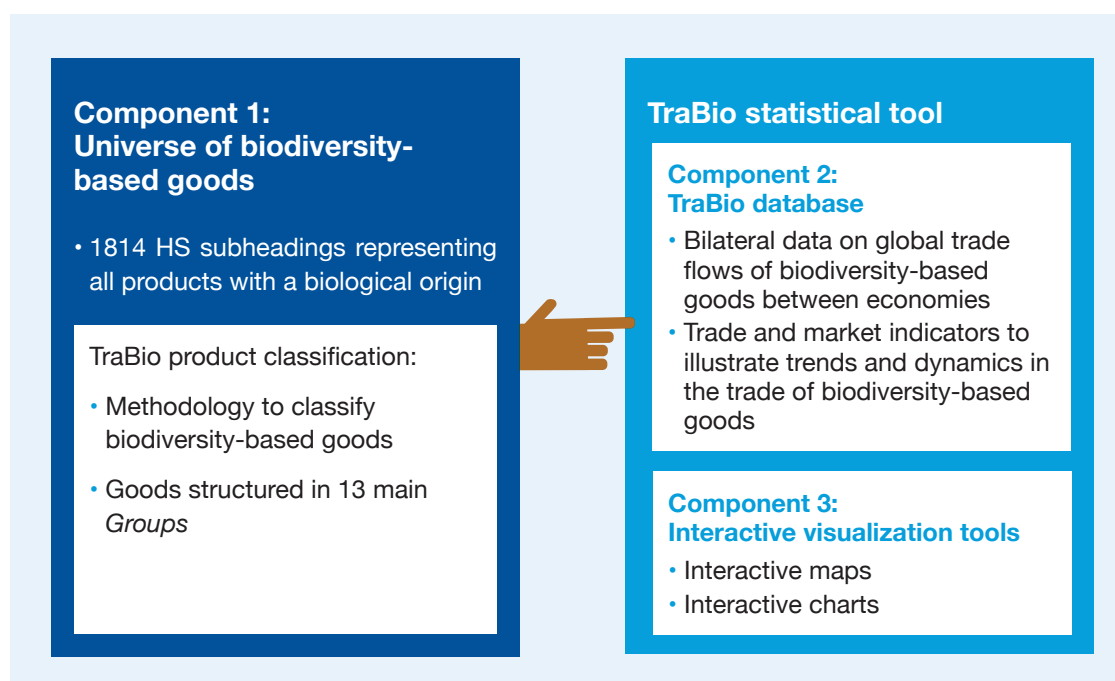 Component 1:
Universe of biodiversity-
based goods
• 1814 HS subheadings representing
all products with a biological origin
TraBio product classification:
• Methodology to classify
biodiversity-based goods
• Goods structured in 13 main
Groups
TraBio statistical tool
Component 2:
TraBio database
• Bilateral data on global trade
flows of biodiversity-based
goods between economies
• Trade and market indicators to
illustrate trends and dynamics in
the trade of biodiversity-based
goods
Component 3:
Interactive visualization tools
• Interactive maps
• Interactive charts